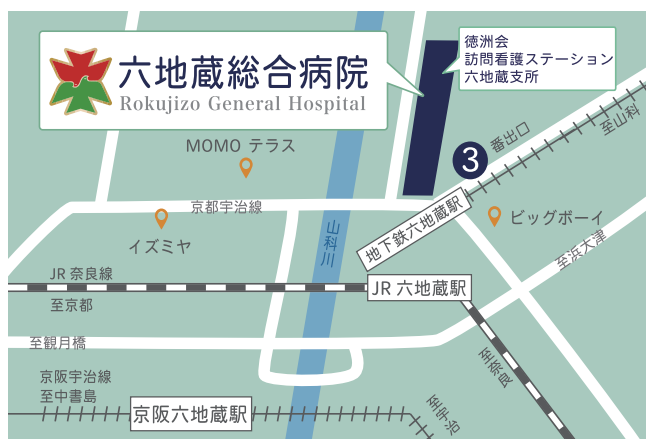 六地蔵総合病院
Rokujizo General Hospital
徳洲会
訪問看護ステーション
六地蔵支所
MOMO テラス
3
番出口
至山科
京都宇治線
イズミヤ
山科川
地下鉄六地蔵駅
ビッグボーイ
至浜大津
JR 奈良線
至京都
JR 六地蔵駅
至観月橋
至奈良
京阪宇治線
至中書島
京阪六地蔵駅
至宇治